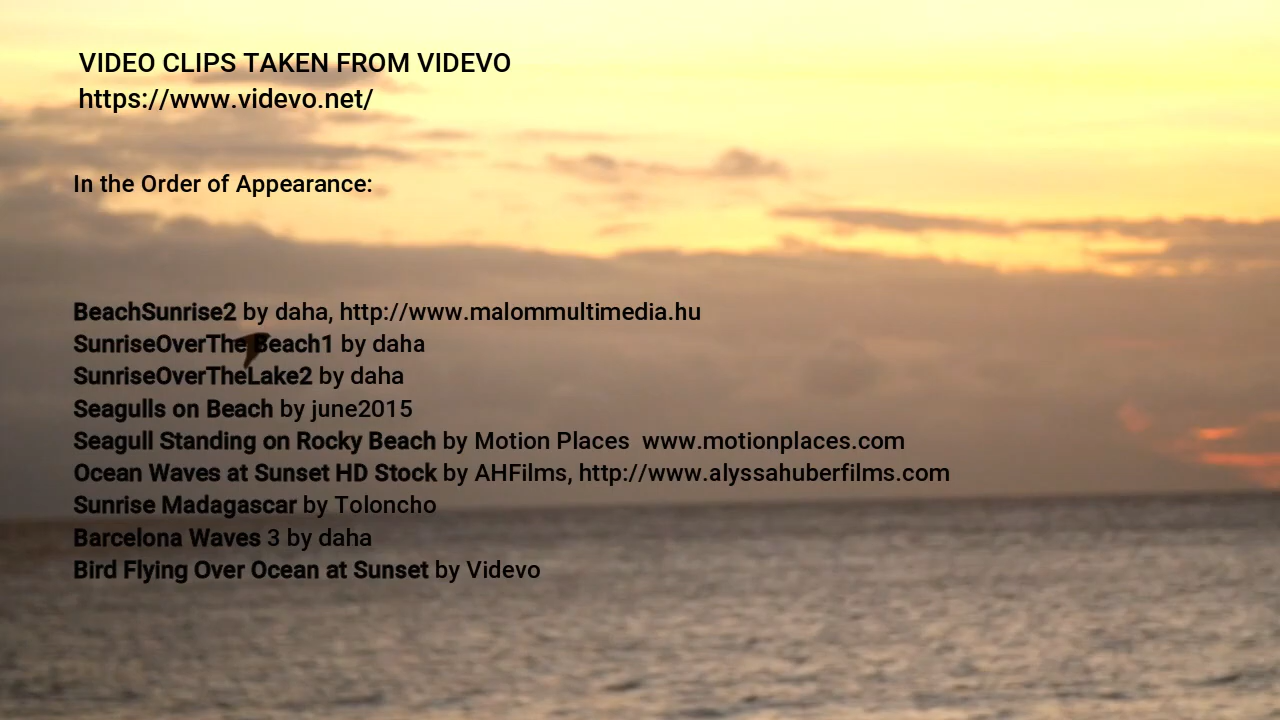 VIDEO CLIPS TAKEN FROM VIDEVO
https://www.videvo.net/
In the Order of Appearance:
BeachSunrise2 by daha, http://www.malommultimedia.hu
SunriseOverThe Beach1 by daha
SunriseOverTheLake2 by daha
Seagulls on Beach by june2015
Seagull Standing on Rocky Beach by Motion Places  www.motionplaces.com
Ocean Waves at Sunset HD Stock by AHFilms, http://www.alyssahuberfilms.com
Sunrise Madagascar by Toloncho
Barcelona Waves 3 by daha
Bird Flying Over Ocean at Sunset by Videvo